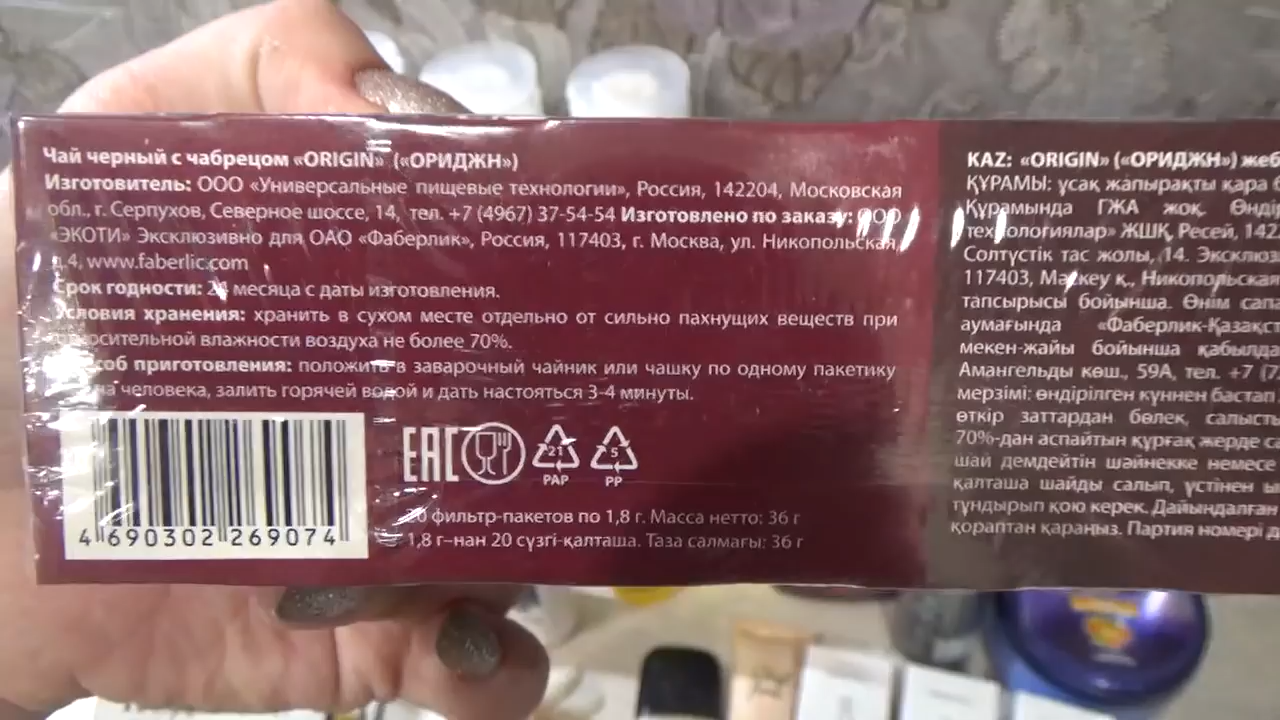 Чай черный с чабрецом «ORIGIN» («ОРИДЖН»)
Изготовитель: ООО «Универсальные пищевые технологии», Россия, 142204, Московская
обл., г. Серпухов, Северное шоссе, 14, тел. +7 (4967) 37-54-54 Изготовлено по заказу: ООО
«ЭКОТИ» Эксклюзивно для ОАО «Фаберлик», Россия, 117403, г. Москва, ул. Никопольская,
д.4, www.faberlic.com
Срок годности: 24 месяца с даты изготовления.
Условия хранения: хранить в сухом месте отдельно от сильно пахнущих веществ при
относительной влажности воздуха не более 70%.
положить в заварочный чайник или чашку по одному пакетику
на человека, залить горячей водой и дать настояться 3-4 минуты.
EAC
21
PAP
5
PP
20 фильтр-пакетов по 1,8 г. Масса нетто: 36 г
1,8 г–нан 20 сүзгі-қалташа. Таза салмағы: 36 г
4 690302 269074
KAZ: «ORIGIN» («ОРИДЖН») жеб
ҚҰРАМЫ: ұсақ жапырақты қара
Құрамында ГЖА жоқ. Өндір
технологиялар» ЖШҚ, Ресей, 142
Солтүстік тас жолы, 14. Эксклюз
117403, Мәскеу қ., Никопольская
тапсырысы бойынша. Өнім сапа
аумағында «Фаберлик-Қазақст
мекен-жайы бойынша қабылда
Амангельды көш., 59А, тел. +7 (7
мерзімі: өндірілген күннен бастап
өткір заттардан бөлек, салысты
70%-дан аспайтын құрғақ жерде са
шай демдейтін шәйнекке немесе
қалташа шайды салып, үстінен ы
тұндырып қою керек. Дайындалған
қораптан қараңыз. Партия номері д